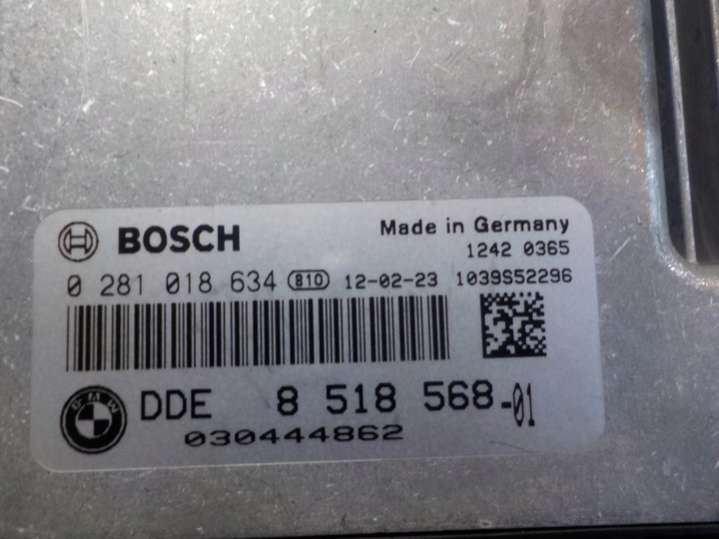 BOSCH
Made in Germany
1242 0365
0 281 018 634 810 12-02-23 1039S52296
BMW DDE 8 518 568-01
030444862